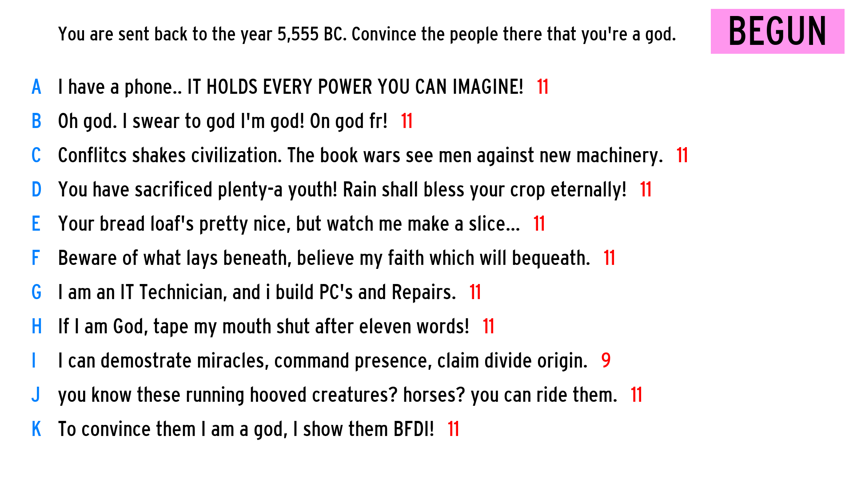 You are sent back to the year 5,555 BC. Convince the people there that you're a god.
BEGUN
A I have a phone.. IT HOLDS EVERY POWER YOU CAN IMAGINE! 11
B Oh god. I swear to god I'm god! On god fr! 11
C Conflitcs shakes civilization. The book wars see men against new machinery. 11
D You have sacrificed plenty-a youth! Rain shall bless your crop eternally! 11
E Your bread loaf's pretty nice, but watch me make a slice... 11
F Beware of what lays beneath, believe my faith which will bequeath. 11
G I am an IT Technician, and i build PC's and Repairs. 11
H If I am God, tape my mouth shut after eleven words! 11
I I can demostrate miracles, command presence, claim divide origin. 9
J you know these running hooved creatures? horses? you can ride them. 11
K To convince them I am a god, I show them BFDI! 11